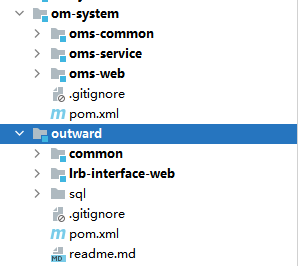 om-system
oms-common
oms-service
oms-web
.gitignore
pom.xml
outward
common
lrb-interface-web
sql
.gitignore
pom.xml
readme.md